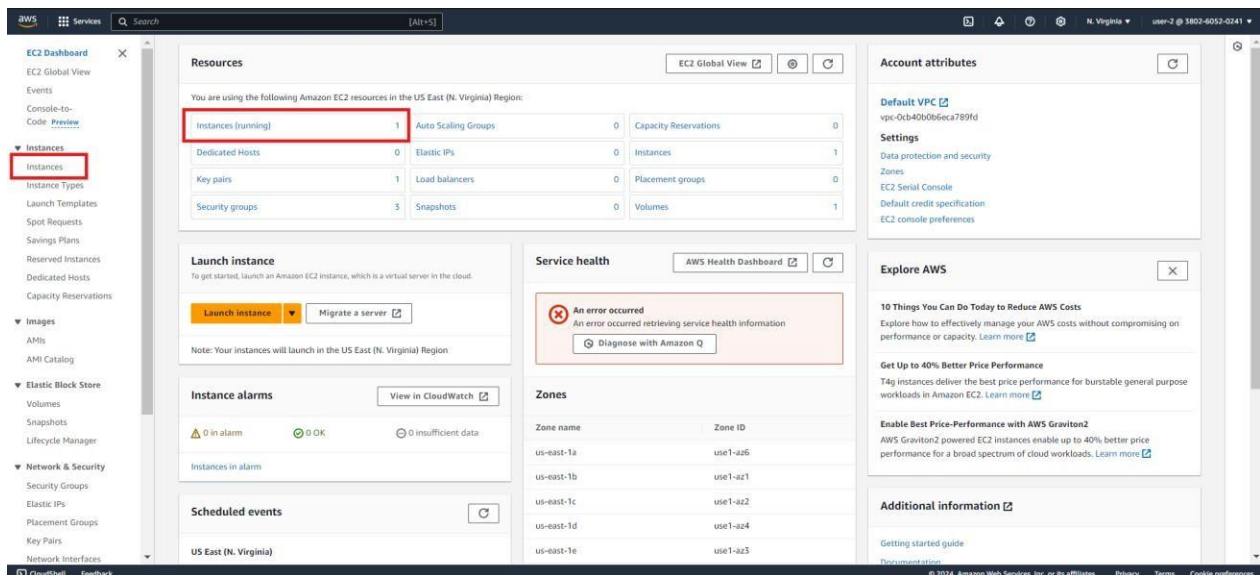 aws Services Search [Alt+S] N. Virginia user-2 @ 3802-6052-0241
EC2 Dashboard
EC2 Global View
Events
Console-to-
Code Preview
Instances
Instances
Instance Types
Launch Templates
Spot Requests
Savings Plans
Reserved Instances
Dedicated Hosts
Capacity Reservations
Images
AMIs
AMI Catalog
Elastic Block Store
Volumes
Snapshots
Lifecycle Manager
Network & Security
Security Groups
Elastic IPs
Placement Groups
Key Pairs
Network Interfaces
Resources
EC2 Global View
You are using the following Amazon EC2 resources in the US East (N. Virginia) Region:
Instances (running) 1 Auto Scaling Groups 0 Capacity Reservations 0
Dedicated Hosts 0 Elastic IPs 0 Instances 1
Key pairs 1 Load balancers 0 Placement groups 0
Security groups 3 Snapshots 0 Volumes 1
Launch instance
To get started, launch an Amazon EC2 instance, which is a virtual server in the cloud.
Launch instance Migrate a server
Note: Your instances will launch in the US East (N. Virginia) Region
Instance alarms View in CloudWatch
0 in alarm 0 OK 0 insufficient data
Instances in alarm
Scheduled events
US East (N. Virginia)
Service health AWS Health Dashboard
An error occurred
An error occurred retrieving service health information
Diagnose with Amazon Q
Zones
Zone name Zone ID
us-east-1a use1-az6
us-east-1b use1-az1
us-east-1c use1-az2
us-east-1d use1-az4
us-east-1e use1-az3
Account attributes
Default VPC
vpc-0cb40b0b6eca789fd
Settings
Data protection and security
Zones
EC2 Serial Console
Default credit specification
EC2 console preferences
Explore AWS
10 Things You Can Do Today to Reduce AWS Costs
Explore how to effectively manage your AWS costs without compromising on
performance or capacity. Learn more
Get Up to 40% Better Price Performance
T4g instances deliver the best price performance for burstable general purpose
workloads in Amazon EC2. Learn more
Enable Best Price-Performance with AWS Graviton2
AWS Graviton2 powered EC2 instances enable up to 40% better price
performance for a broad spectrum of cloud workloads. Learn more
Additional information
Getting started guide
Documentation
CloudShell Feedback © 2024, Amazon Web Services, Inc. or its affiliates. Privacy Terms Cookie preferences